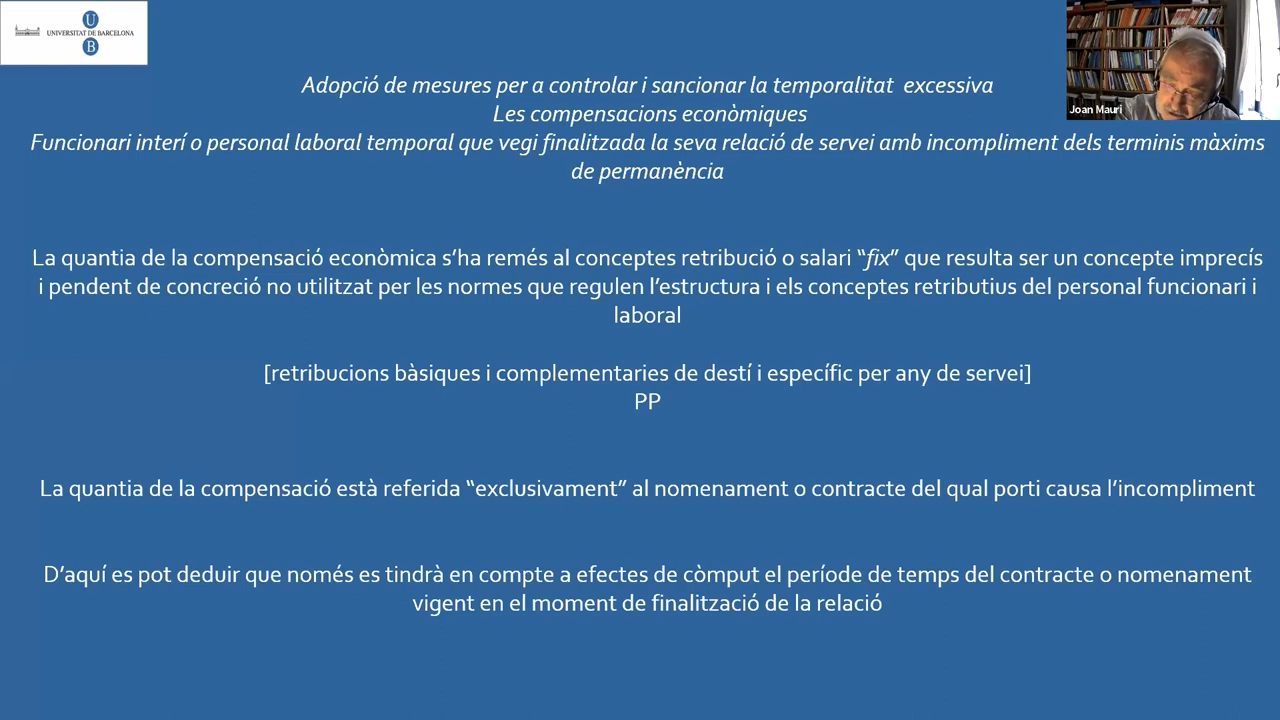 U
UNIVERSITAT DE BARCELONA
B
Joan Mauri
Adopció de mesures per a controlar i sancionar la temporalitat excessiva
Les compensacions econòmiques
Funcionari interí o personal laboral temporal que vegi finalitzada la seva relació de servei amb incompliment dels terminis màxims
de permanència
La quantia de la compensació econòmica s’ha remés al conceptes retribució o salari “fix” que resulta ser un concepte imprecís
i pendent de concreció no utilitzat per les normes que regulen l’estructura i els conceptes retributius del personal funcionari i
laboral
[retribucions bàsiques i complementaries de destí i específic per any de servei]
PP
La quantia de la compensació està referida “exclusivament” al nomenament o contracte del qual porti causa l’incompliment
D’aquí es pot deduir que només es tindrà en compte a efectes de còmput el període de temps del contracte o nomenament
vigent en el moment de finalització de la relació